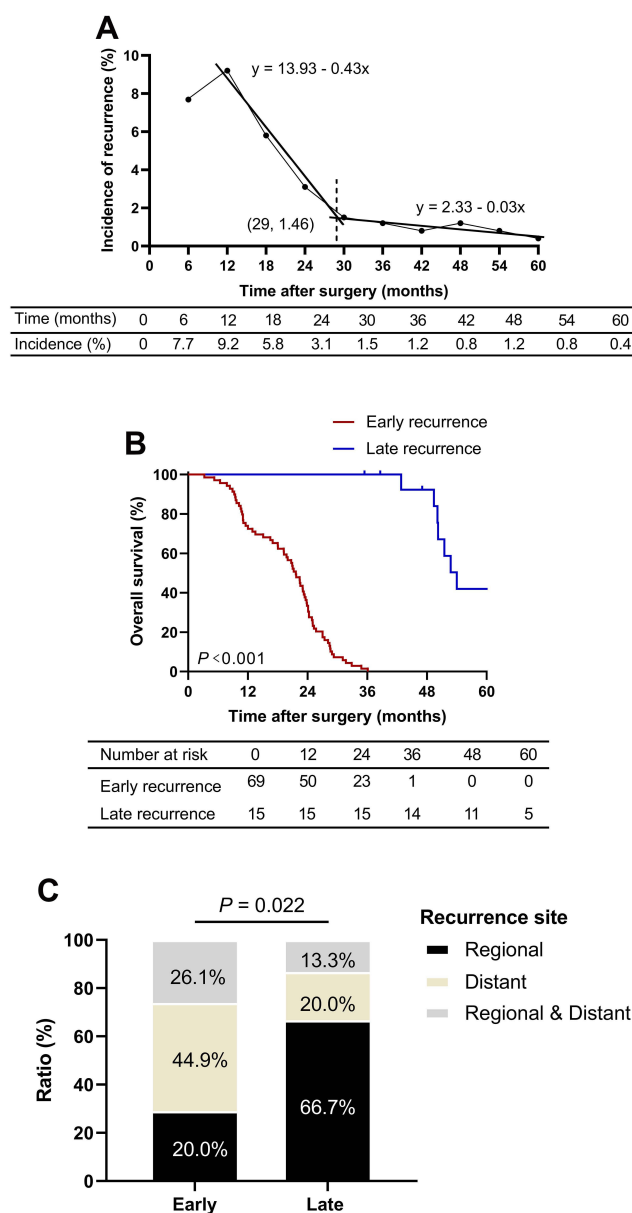 A
Incidence of recurrence (%)
10
8
6
4
2
0
y = 13.93 - 0.43x
y = 2.33 - 0.03x
(29, 1.46)
0 6 12 18 24 30 36 42 48 54 60
Time after surgery (months)
Time (months) 0 6 12 18 24 30 36 42 48 54 60
Incidence (%) 0 7.7 9.2 5.8 3.1 1.5 1.2 0.8 1.2 0.8 0.4
B
Early recurrence
Late recurrence
Overall survival (%)
100
80
60
40
20
0
P <0.001
0 12 24 36 48 60
Time after surgery (months)
Number at risk 0 12 24 36 48 60
Early recurrence 69 50 23 1 0 0
Late recurrence 15 15 15 14 11 5
C
P = 0.022
Recurrence site
Regional
Distant
Regional & Distant
Ratio (%)
100
80
60
40
20
0
26.1%
44.9%
20.0%
13.3%
20.0%
66.7%
Early Late